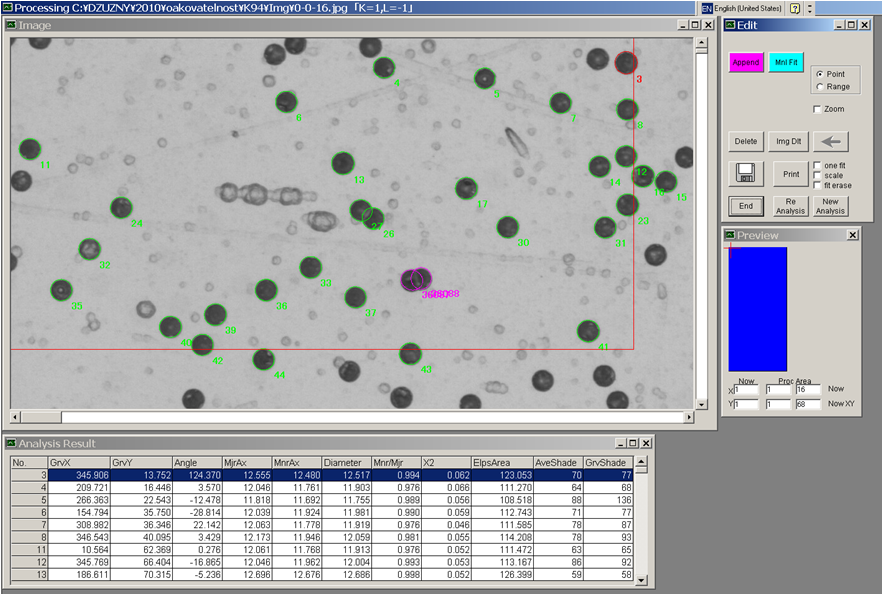 Processing C:¥DZUZNY¥2010¥oakovatelnost¥K94¥Img¥0-0-16.jpg 「K=1,L=-1」
EN English (United States)
Image
4
3
5
6
7
8
11
13
12
14
15
17
24
23
26
30
31
32
33
35
36
37
39
40
42
41
43
44
Edit
Append
Mnl Fit
Point
Range
Zoom
Delete
Img Dlt
Print
one fit
scale
fit erase
End
Re Analysis
New Analysis
Preview
Now Area
X 1 1 16 Now
Y 1 1 68 Now XY
Analysis Result
No. GrvX GrvY Angle MjrAx MnrAx Diameter Mnr/Mjr X2 ElpsArea AveShade GrvShade
3 345.906 13.752 124.370 12.555 12.480 12.517 0.994 0.062 123.053 70 77
4 209.721 16.446 3.570 12.046 11.761 11.903 0.976 0.066 111.270 64 68
5 266.363 22.543 -12.478 11.818 11.692 11.755 0.989 0.056 108.518 88 136
6 154.794 35.750 -28.814 12.039 11.924 11.981 0.990 0.059 112.743 71 77
7 308.982 36.346 22.142 12.063 11.778 11.919 0.976 0.046 111.585 78 87
8 346.543 40.095 3.429 12.173 11.946 12.059 0.981 0.055 114.208 78 93
11 10.564 62.369 0.276 12.061 11.768 11.913 0.976 0.052 111.472 63 65
12 345.769 66.404 -16.865 12.046 11.962 12.004 0.993 0.053 113.167 86 92
13 186.611 70.315 -5.236 12.696 12.676 12.686 0.998 0.052 126.399 59 58